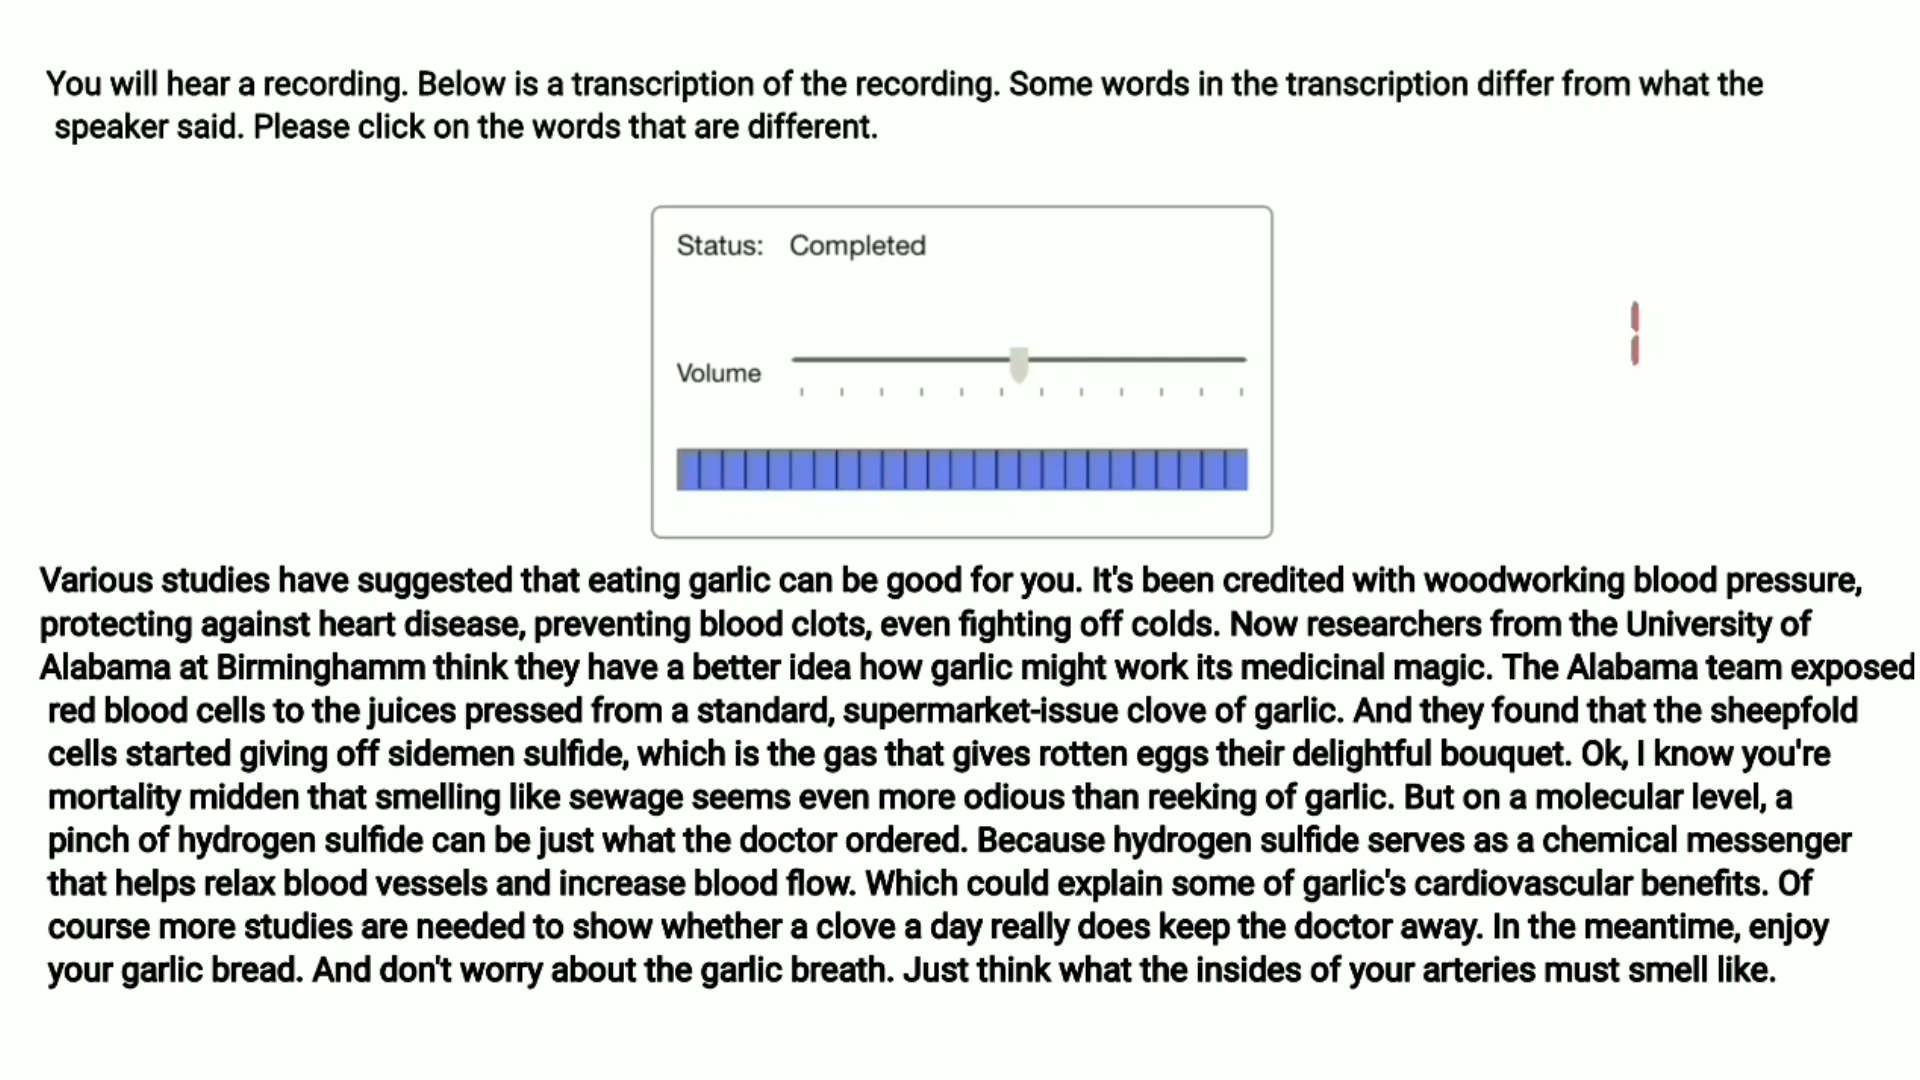 You will hear a recording. Below is a transcription of the recording. Some words in the transcription differ from what the
speaker said. Please click on the words that are different.
Status: Completed
1
Volume
Various studies have suggested that eating garlic can be good for you. It's been credited with woodworking blood pressure,
protecting against heart disease, preventing blood clots, even fighting off colds. Now researchers from the University of
Alabama at Birminghamm think they have a better idea how garlic might work its medicinal magic. The Alabama team exposed
red blood cells to the juices pressed from a standard, supermarket-issue clove of garlic. And they found that the sheepfold
cells started giving off sidemen sulfide, which is the gas that gives rotten eggs their delightful bouquet. Ok, I know you're
mortality midden that smelling like sewage seems even more odious than reeking of garlic. But on a molecular level, a
pinch of hydrogen sulfide can be just what the doctor ordered. Because hydrogen sulfide serves as a chemical messenger
that helps relax blood vessels and increase blood flow. Which could explain some of garlic's cardiovascular benefits. Of
course more studies are needed to show whether a clove a day really does keep the doctor away. In the meantime, enjoy
your garlic bread. And don't worry about the garlic breath. Just think what the insides of your arteries must smell like.